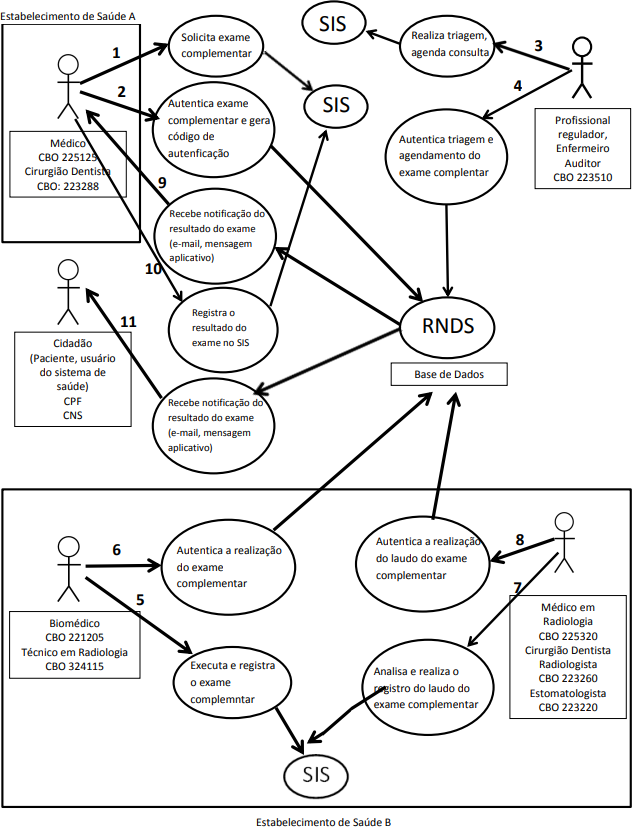 Estabelecimento de Saúde A
1
Solicita exame
complementar
SIS
Realiza triagem,
agenda consulta
3
4
2
Autentica exame
complementar e gera
código de
autenficação
SIS
Médico
CBO 225125
Cirurgião Dentista
CBO: 223288
Autentica triagem e
agendamento do
exame complentar
Profissional
regulador,
Enfermeiro
Auditor
CBO 223510
9
Recebe notificação do
resultado do exame
(e-mail, mensagem
aplicativo)
10
Registra o
resultado do
exame no SIS
RNDS
Base de Dados
11
Cidadão
(Paciente, usuário
do sistema de
saúde)
CPF
CNS
Recebe notificação do
resultado do exame
(e-mail, mensagem
aplicativo)
6
Autentica a realização
do exame
complementar
Autentica a realização
do laudo do exame
complementar
8
5
7
Biomédico
CBO 221205
Técnico em Radiologia
CBO 324115
Executa e registra
o exame
complemntar
Analisa e realiza o
registro do laudo do
exame complementar
Médico em
Radiologia
CBO 225320
Cirurgião Dentista
Radiologista
CBO 223260
Estomatologista
CBO 223220
SIS
Estabelecimento de Saúde B